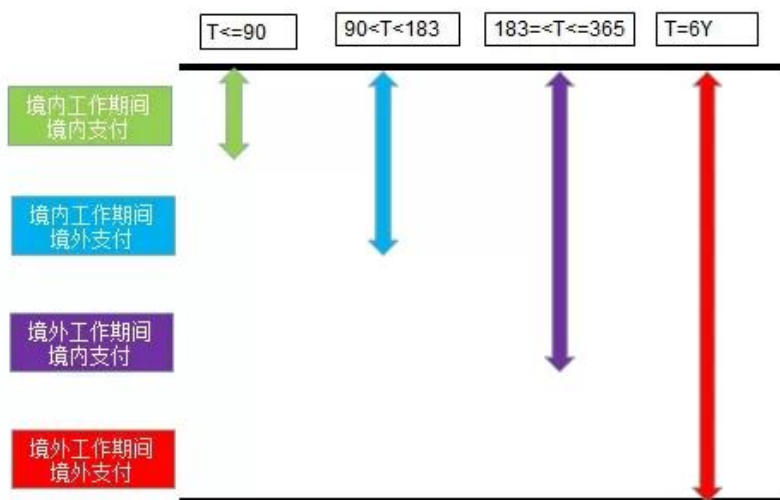 T<=90
90<T<183
183=<T<=365
T=6Y
境内工作期间
境内支付
境内工作期间
境外支付
境外工作期间
境内支付
境外工作期间
境外支付